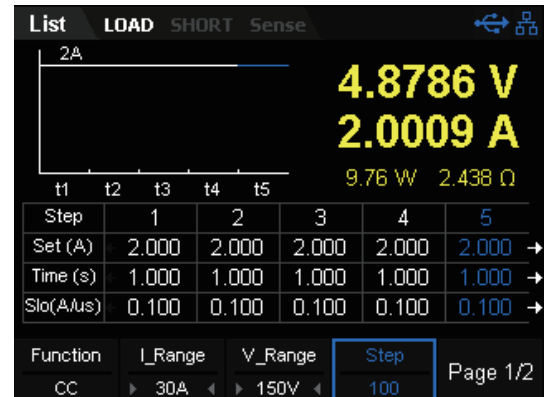 List LOAD SHORT Sense
2A
4.8786 V
2.0009 A
9.76 W 2.438 Ω
t1 t2 t3 t4 t5
Step 1 2 3 4 5
Set (A) 2.000 2.000 2.000 2.000 2.000
Time (s) 1.000 1.000 1.000 1.000 1.000
Slo(A/us) 0.100 0.100 0.100 0.100 0.100
Function I_Range V_Range Step Page 1/2
CC 30A 150V 100